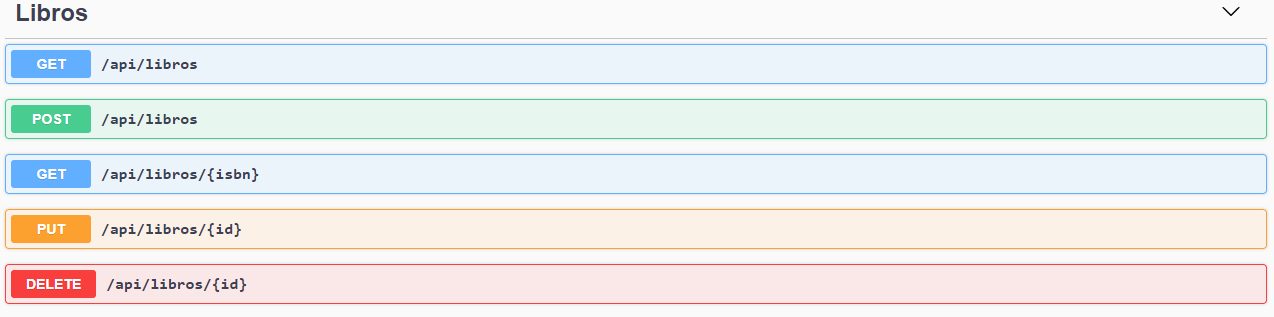 Libros
GET /api/libros
POST /api/libros
GET /api/libros/{isbn}
PUT /api/libros/{id}
DELETE /api/libros/{id}